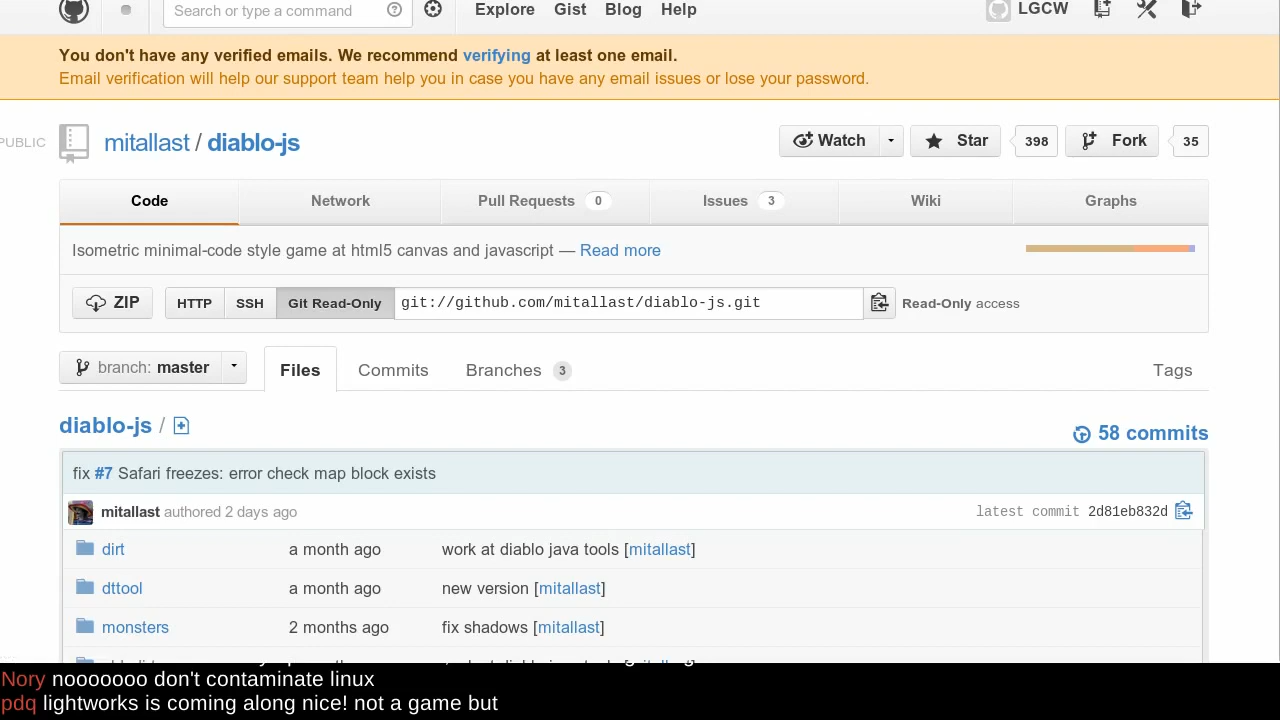 Search or type a command
Explore Gist Blog Help
LGCW
You don't have any verified emails. We recommend verifying at least one email.
Email verification will help our support team help you in case you have any email issues or lose your password.
PUBLIC
mitallast / diablo-js
Watch
Star 398
Fork 35
Code
Network
Pull Requests 0
Issues 3
Wiki
Graphs
Isometric minimal-code style game at html5 canvas and javascript — Read more
ZIP
HTTP
SSH
Git Read-Only
git://github.com/mitallast/diablo-js.git
Read-Only access
branch: master
Files
Commits
Branches 3
Tags
diablo-js /
58 commits
fix #7 Safari freezes: error check map block exists
mitallast authored 2 days ago
latest commit 2d81eb832d
dirt a month ago work at diablo java tools [mitallast]
dttool a month ago new version [mitallast]
monsters 2 months ago fix shadows [mitallast]
Nory nooooooo don't contaminate linux
pdq lightworks is coming along nice! not a game but